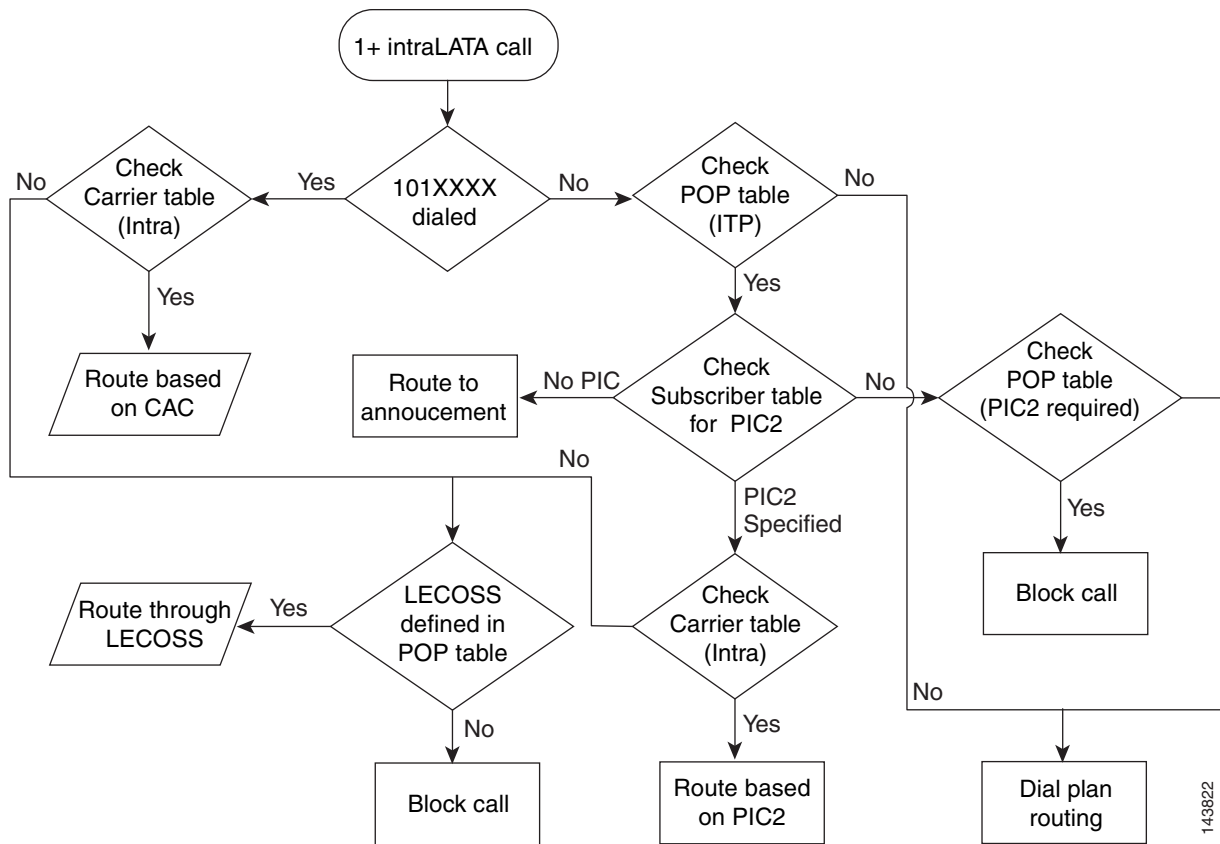 1+ intraLATA call
No
Check
Carrier table
(Intra)
Yes
101XXXX
dialed
No
Check
POP table
(ITP)
No
Yes
Yes
Route based
on CAC
Route to
annoucement
No PIC
Check
Subscriber table
for PIC2
No
Check
POP table
(PIC2 required)
No
PIC2
Specified
Yes
Block call
Route through
LECOSS
Yes
LECOSS
defined in
POP table
Check
Carrier table
(Intra)
No
No
Yes
Block call
Route based
on PIC2
Dial plan
routing
143822